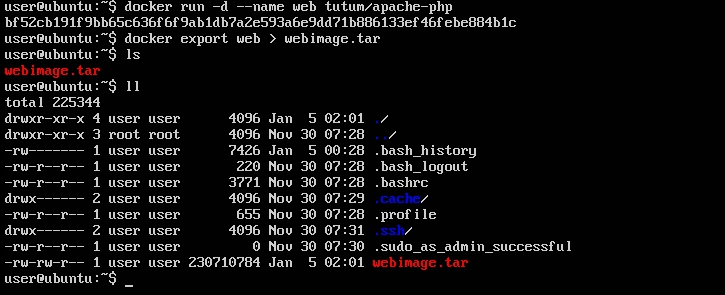 user@ubuntu:~$ docker run -d --name web tutum/apache-php
bf52cb191f9bb65c636f6f9ab1db7a2e593a6e9dd71b886133ef46febe884b1c
user@ubuntu:~$ docker export web > webimage.tar
user@ubuntu:~$ ls
webimage.tar
user@ubuntu:~$ ll
total 225344
drwxr-xr-x 4 user user      4096 Jan  5 02:01 ./
drwxr-xr-x 3 root root      4096 Nov 30 07:28 ../
-rw------- 1 user user      7426 Jan  5 00:28 .bash_history
-rw-r--r-- 1 user user       220 Nov 30 07:28 .bash_logout
-rw-r--r-- 1 user user      3771 Nov 30 07:28 .bashrc
drwx------ 2 user user      4096 Nov 30 07:29 .cache/
-rw-r--r-- 1 user user       655 Nov 30 07:28 .profile
drwx------ 2 user user      4096 Nov 30 07:31 .ssh/
-rw-r--r-- 1 user user         0 Nov 30 07:30 .sudo_as_admin_successful
-rw-rw-r-- 1 user user 230710784 Jan  5 02:01 webimage.tar
user@ubuntu:~$ _